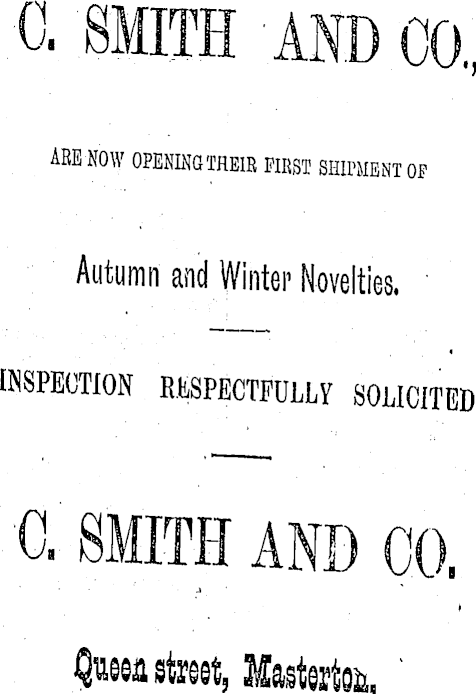 C. SMITH AND CO.,
ARE NOW OPENING THEIR FIRST SHIPMENT OF
Autumn and Winter Novelties.
INSPECTION RESPECTFULLY SOLICITED
C. SMITH AND CO.
Queen street, Masterton.